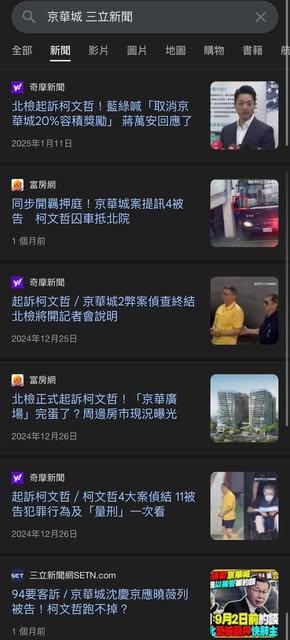 京華城 三立新聞
全部 新聞 影片 圖片 地圖 購物 書籍 航
奇摩新聞
北檢起訴柯文哲！藍綠喊「取消京
華城20%容積獎勵」 蔣萬安回應了
2025年1月11日
富房網
同步開羈押庭！京華城案提訊4被
告 柯文哲囚車抵北院
1 個月前
奇摩新聞
起訴柯文哲 / 京華城2弊案偵查終結
北檢將開記者會說明
2024年12月25日
富房網
北檢正式起訴柯文哲！「京華廣
場」完蛋了？周邊房市現況曝光
2024年12月26日
奇摩新聞
起訴柯文哲 / 柯文哲4大案偵結 11被
告犯罪行為及「量刑」一次看
2024年12月26日
SET 三立新聞網SETN.com
94要客訴 / 京華城沈慶京應曉薇列
被告！柯文哲跑不掉？
9月2日前約談